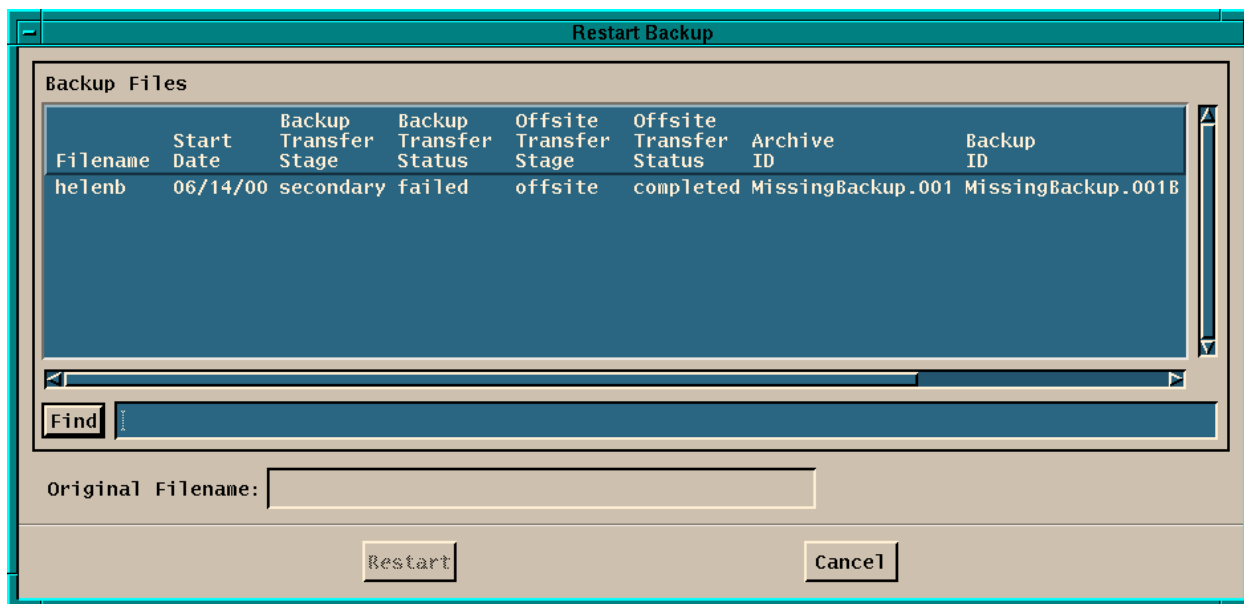 Restart Backup
Backup Files
Backup Backup Offsite Offsite
Start Transfer Transfer Transfer Transfer Archive Backup
Filename Date Stage Status Stage Status ID ID
helenb 06/14/00 secondary failed offsite completed MissingBackup.001 MissingBackup.001B
Find
Original Filename:
Restart Cancel